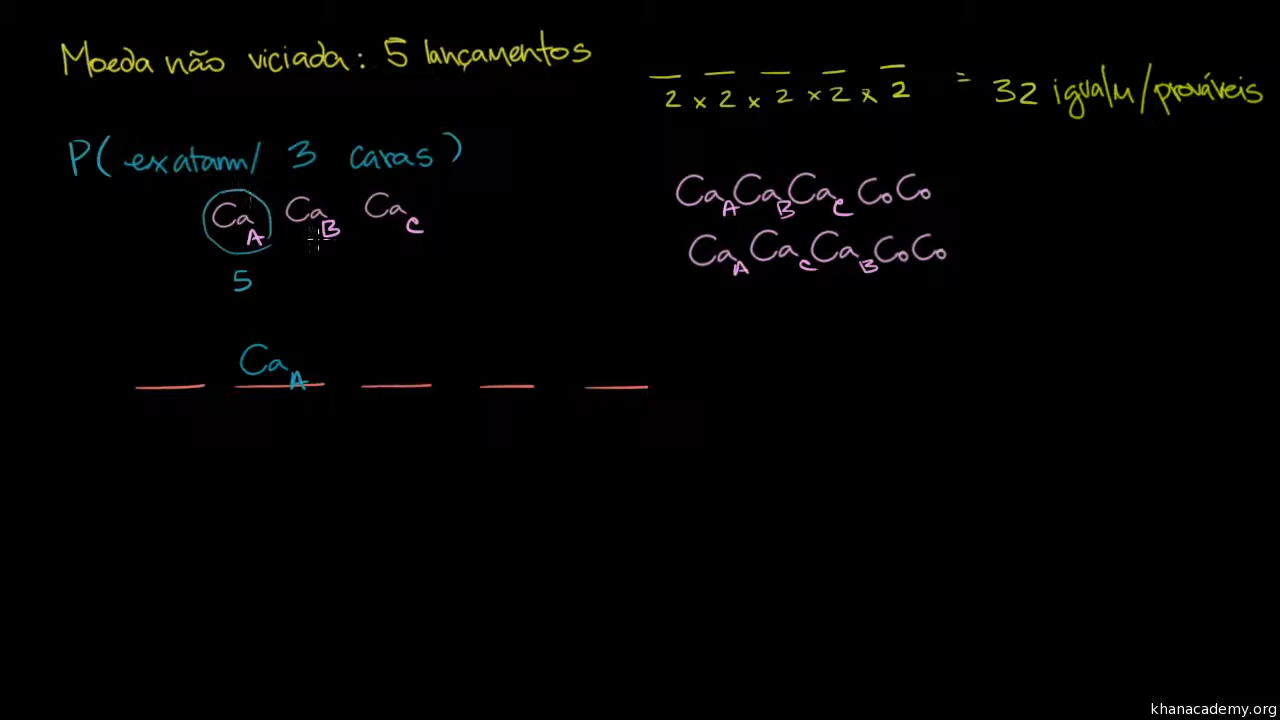 Moeda não viciada: 5 lançamentos
2 x 2 x 2 x 2 x 2 = 32 igualm/prováveis
P( exatam/ 3 caras )
CaA CaB CaC
5
CaA
CaA CaB CaC Co Co
CaA CaC CaB Co Co
khanacademy.org